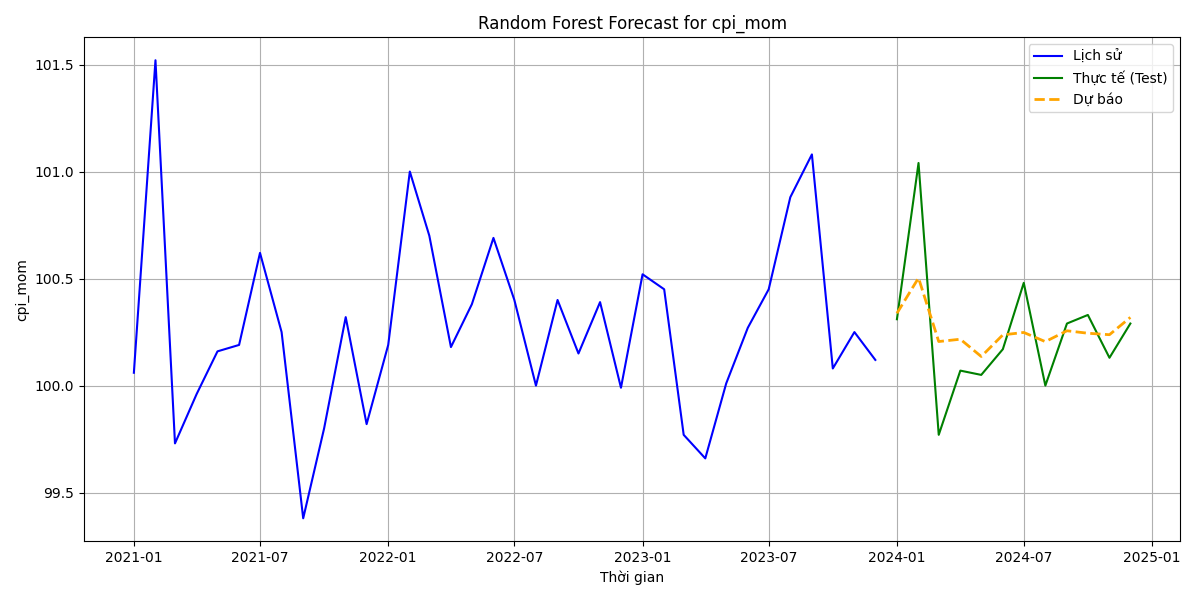 Random Forest Forecast for cpi_mom
Lịch sử
Thực tế (Test)
Dự báo
cpi_mom
101.5
101.0
100.5
100.0
99.5
2021-01 2021-07 2022-01 2022-07 2023-01 2023-07 2024-01 2024-07 2025-01
Thời gian